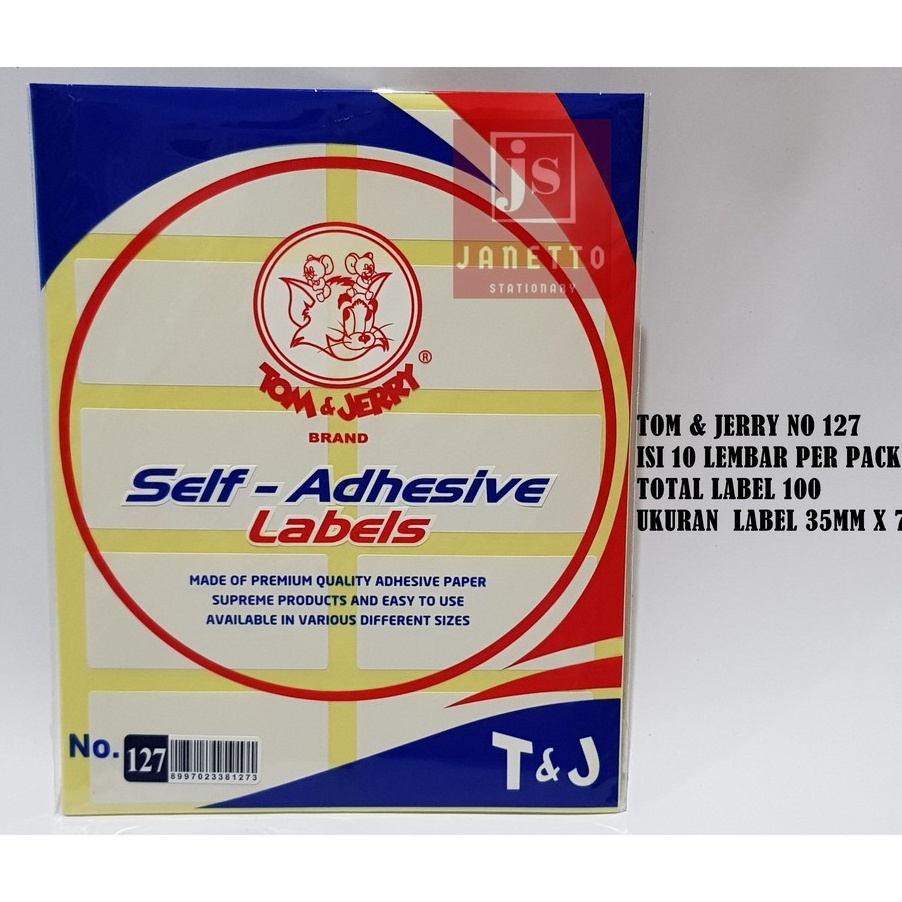 js
JANETTO
STATIONARY
TOM & JERRY ®
BRAND
Self - Adhesive
Labels
MADE OF PREMIUM QUALITY ADHESIVE PAPER
SUPREME PRODUCTS AND EASY TO USE
AVAILABLE IN VARIOUS DIFFERENT SIZES
No. 127
8997023381273
T & J
TOM & JERRY NO 127
ISI 10 LEMBAR PER PACK
TOTAL LABEL 100
UKURAN LABEL 35MM X 7